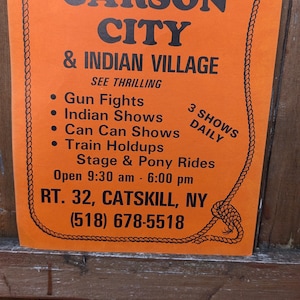 CARSON
CITY
& INDIAN VILLAGE
SEE THRILLING
• Gun Fights
• Indian Shows
• Can Can Shows
• Train Holdups
Stage & Pony Rides
3 SHOWS
DAILY
Open 9:30 am - 6:00 pm
RT. 32, CATSKILL, NY
(518) 678-5518